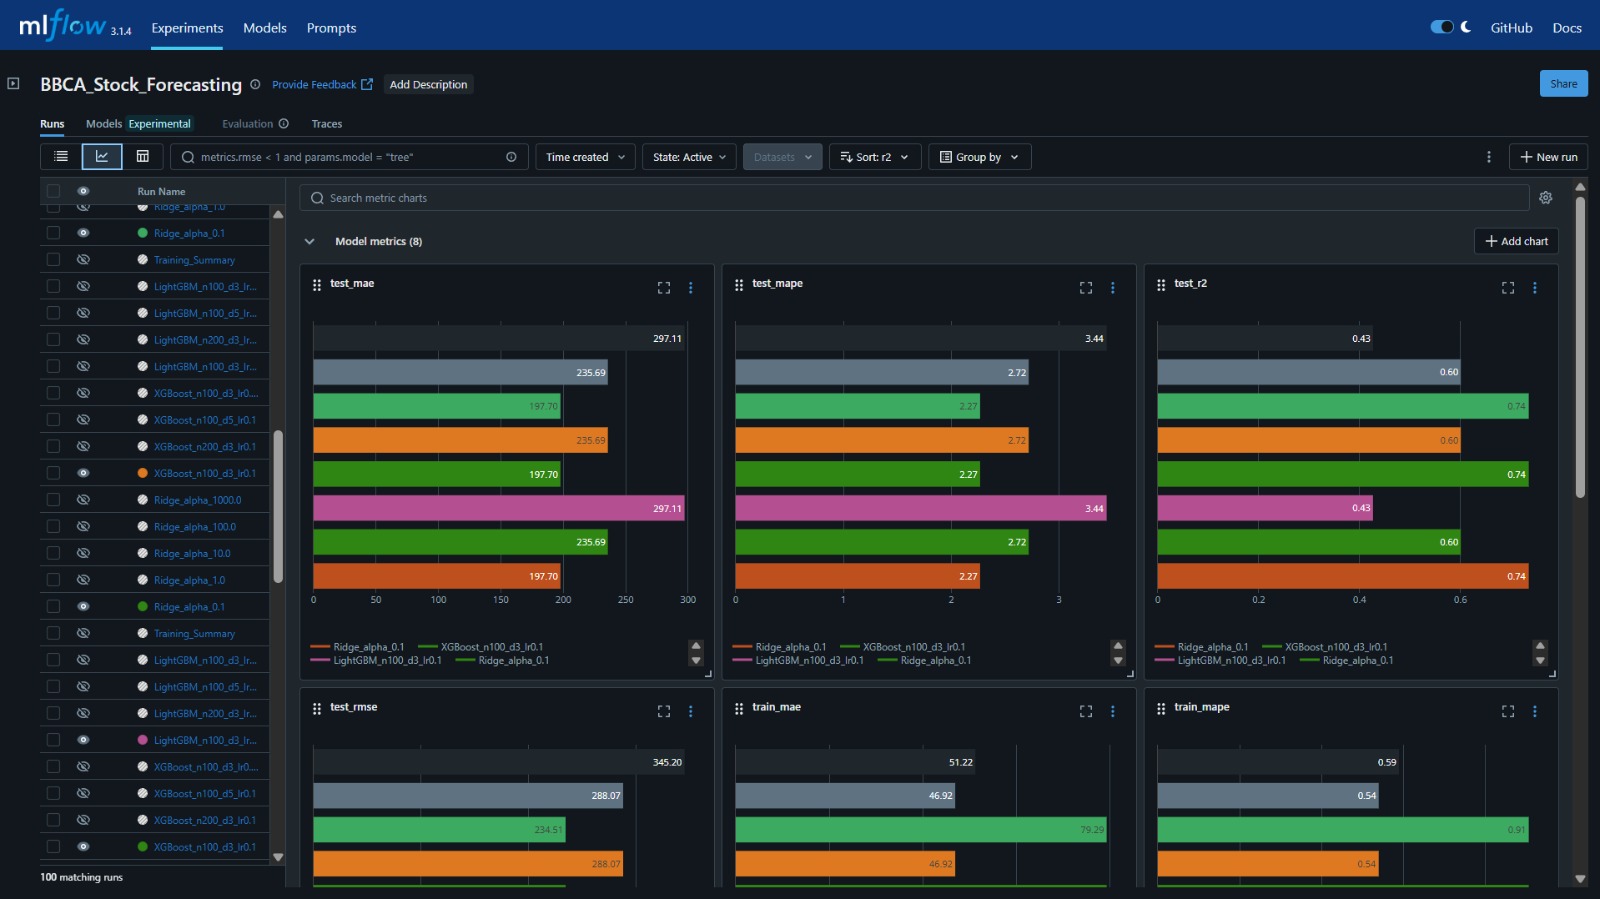 mlflow 3.1.4 Experiments Models Prompts GitHub Docs
BBCA_Stock_Forecasting Provide Feedback Add Description Share
Runs Models Experimental Evaluation Traces
metrics.rmse < 1 and params.model = "tree" Time created State: Active Datasets Sort: r2 Group by New run
Run Name
Ridge_alpha_1.0
Ridge_alpha_0.1
Training_Summary
LightGBM_n100_d3_lr...
LightGBM_n100_d5_lr...
LightGBM_n200_d3_lr...
LightGBM_n100_d3_lr...
XGBoost_n100_d3_lr0....
XGBoost_n100_d5_lr0.1
XGBoost_n200_d3_lr0.1
XGBoost_n100_d3_lr0.1
Ridge_alpha_1000.0
Ridge_alpha_100.0
Ridge_alpha_10.0
Ridge_alpha_1.0
Ridge_alpha_0.1
Training_Summary
LightGBM_n100_d3_lr...
LightGBM_n100_d5_lr...
LightGBM_n200_d3_lr...
LightGBM_n100_d3_lr...
XGBoost_n100_d3_lr0....
XGBoost_n100_d5_lr0.1
XGBoost_n200_d3_lr0.1
XGBoost_n100_d3_lr0.1
100 matching runs
Search metric charts
Model metrics (8) Add chart
test_mae
297.11
235.69
197.70
235.69
197.70
297.11
235.69
197.70
0 50 100 150 200 250 300
Ridge_alpha_0.1 XGBoost_n100_d3_lr0.1
LightGBM_n100_d3_lr0.1 Ridge_alpha_0.1
test_mape
3.44
2.72
2.27
2.72
2.27
3.44
2.72
2.27
0 1 2 3
Ridge_alpha_0.1 XGBoost_n100_d3_lr0.1
LightGBM_n100_d3_lr0.1 Ridge_alpha_0.1
test_r2
0.43
0.60
0.74
0.60
0.74
0.43
0.60
0.74
0 0.2 0.4 0.6
Ridge_alpha_0.1 XGBoost_n100_d3_lr0.1
LightGBM_n100_d3_lr0.1 Ridge_alpha_0.1
test_rmse
345.20
288.07
234.51
288.07
train_mae
51.22
46.92
79.29
46.92
train_mape
0.59
0.54
0.91
0.54